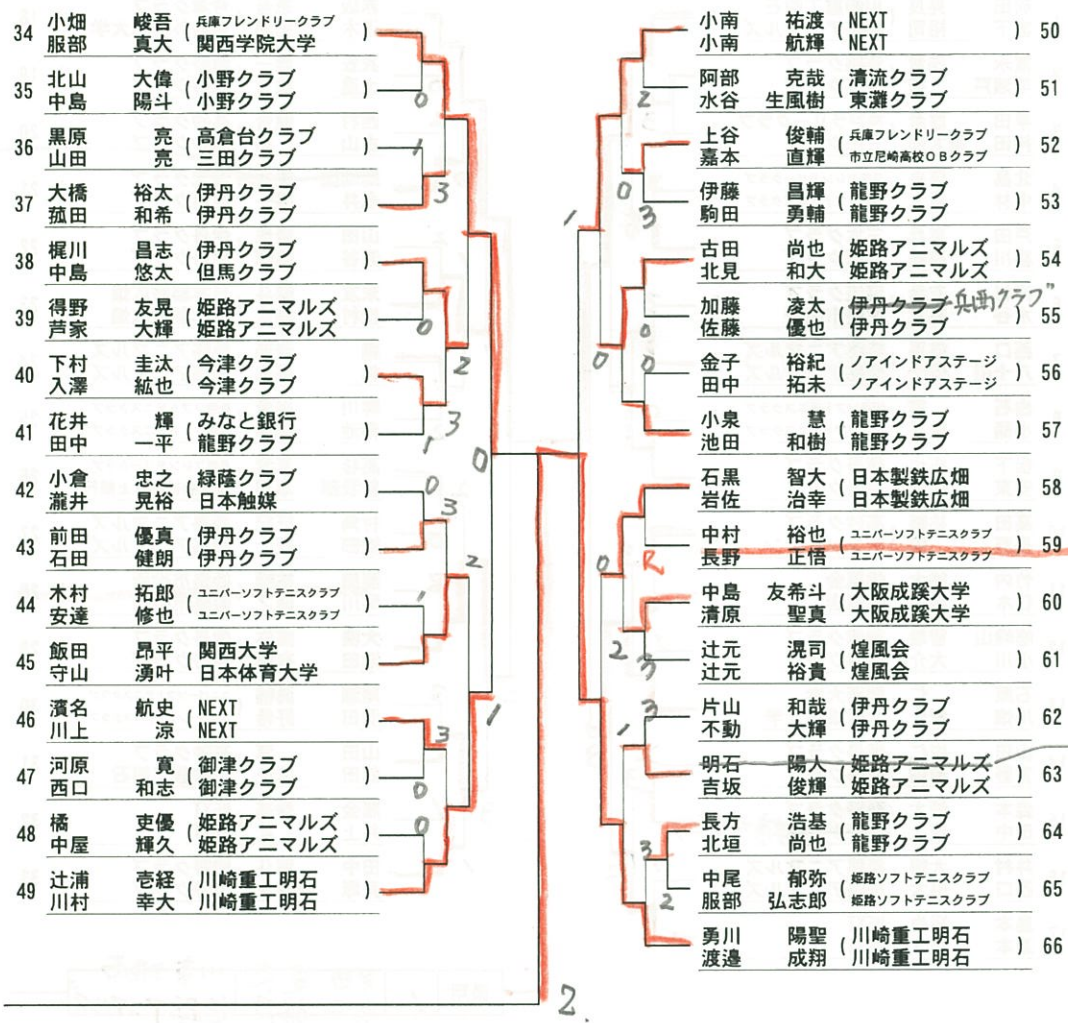 34 小畑 峻吾 ( 兵庫フレンドリークラブ )
服部 真大 ( 関西学院大学 )
35 北山 大偉 ( 小野クラブ )
中島 陽斗 ( 小野クラブ )
0
36 黒原 亮 ( 高倉台クラブ )
山田 亮 ( 三田クラブ )
1
3
37 大橋 裕太 ( 伊丹クラブ )
菰田 和希 ( 伊丹クラブ )
38 梶川 昌志 ( 伊丹クラブ )
中島 悠太 ( 但馬クラブ )
39 得野 友晃 ( 姫路アニマルズ )
芦家 大輝 ( 姫路アニマルズ )
0
2
40 下村 圭汰 ( 今津クラブ )
入澤 紘也 ( 今津クラブ )
3
41 花井 輝 ( みなと銀行 )
田中 一平 ( 龍野クラブ )
1
0
42 小倉 忠之 ( 緑蔭クラブ )
瀧井 晃裕 ( 日本触媒 )
0
3
43 前田 優真 ( 伊丹クラブ )
石田 健朗 ( 伊丹クラブ )
2
44 木村 拓郎 ( ユニバーソフトテニスクラブ )
安達 修也 ( ユニバーソフトテニスクラブ )
45 飯田 昂平 ( 関西大学 )
守山 湧叶 ( 日本体育大学 )
46 濱名 航史 ( NEXT )
川上 涼 ( NEXT )
3
1
47 河原 寛 ( 御津クラブ )
西口 和志 ( 御津クラブ )
0
48 橘 吏優 ( 姫路アニマルズ )
中屋 輝久 ( 姫路アニマルズ )
0
49 辻浦 壱経 ( 川崎重工明石 )
川村 幸大 ( 川崎重工明石 )
小南 祐渡 ( NEXT ) 50
小南 航輝 ( NEXT )
阿部 克哉 ( 清流クラブ ) 51
水谷 生風樹 ( 東灘クラブ )
2
上谷 俊輔 ( 兵庫フレンドリークラブ ) 52
嘉本 直輝 ( 市立尼崎高校OBクラブ )
0
伊藤 昌輝 ( 龍野クラブ ) 53
駒田 勇輔 ( 龍野クラブ )
3
1
古田 尚也 ( 姫路アニマルズ ) 54
北見 和大 ( 姫路アニマルズ )
加藤 凌太 ( 伊丹クラブ 兵西クラブ" ) 55
佐藤 優也 ( 伊丹クラブ )
0
0
金子 裕紀 ( ノアインドアステージ ) 56
田中 拓未 ( ノアインドアステージ )
0
小泉 慧 ( 龍野クラブ ) 57
池田 和樹 ( 龍野クラブ )
石黒 智大 ( 日本製鉄広畑 ) 58
岩佐 治幸 ( 日本製鉄広畑 )
中村 裕也 ( ユニバーソフトテニスクラブ ) 59
長野 正悟 ( ユニバーソフトテニスクラブ )
R
0
中島 友希斗 ( 大阪成蹊大学 ) 60
清原 聖真 ( 大阪成蹊大学 )
辻元 滉司 ( 煌風会 ) 61
辻元 裕貴 ( 煌風会 )
2
3
片山 和哉 ( 伊丹クラブ ) 62
不動 大輝 ( 伊丹クラブ )
3
1
明石 陽人 ( 姫路アニマルズ ) 63
吉坂 俊輝 ( 姫路アニマルズ )
長方 浩基 ( 龍野クラブ ) 64
北垣 尚也 ( 龍野クラブ )
3
中尾 郁弥 ( 姫路ソフトテニスクラブ ) 65
服部 弘志郎 ( 姫路ソフトテニスクラブ )
2
勇川 陽聖 ( 川崎重工明石 ) 66
渡邉 成翔 ( 川崎重工明石 )
2.